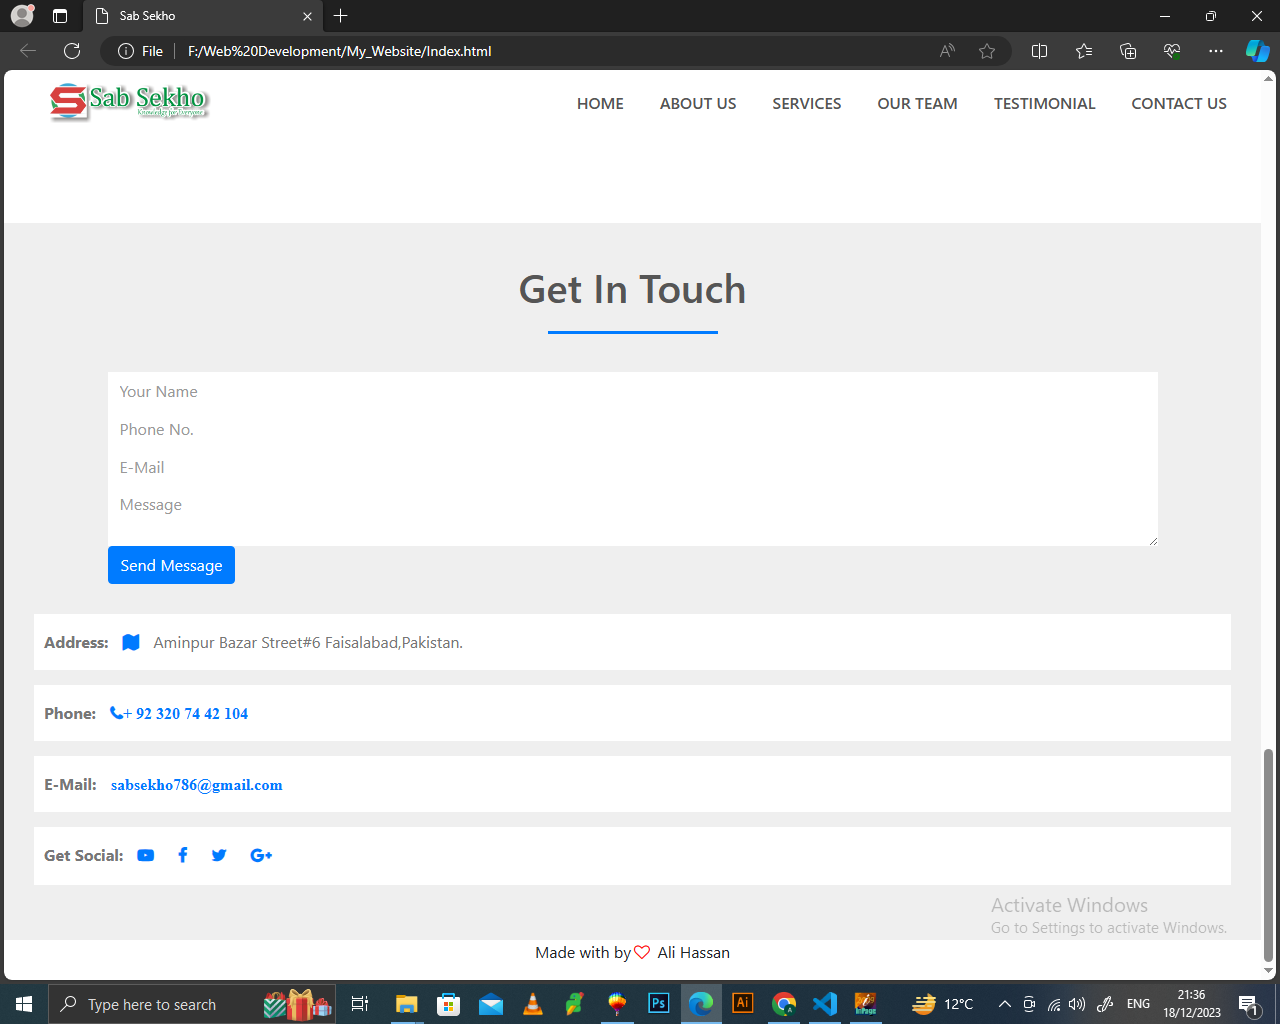 Sab Sekho
File
F:/Web%20Development/My_Website/Index.html
Sab Sekho
Knowledge for Everyone
HOME ABOUT US SERVICES OUR TEAM TESTIMONIAL CONTACT US
Get In Touch
Your Name
Phone No.
E-Mail
Message
Send Message
Address: Aminpur Bazar Street#6 Faisalabad,Pakistan.
Phone: + 92 320 74 42 104
E-Mail: sabsekho786@gmail.com
Get Social:
Activate Windows
Go to Settings to activate Windows.
Made with by Ali Hassan
Type here to search
Ps
Ai
InPage
12°C
ENG
21:36
18/12/2023
1